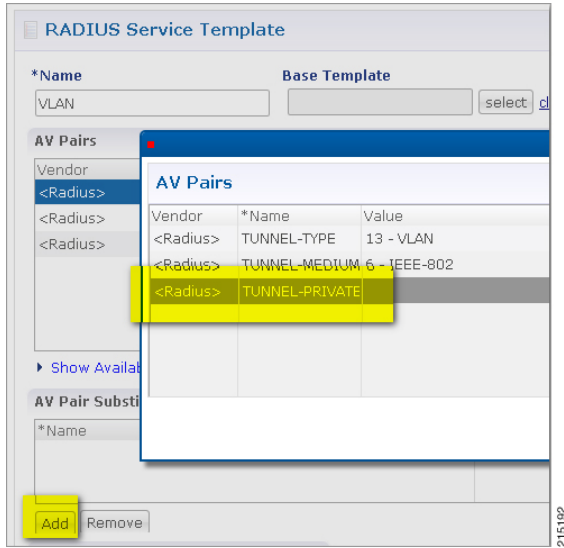 RADIUS Service Template
*Name Base Template
VLAN select
AV Pairs
Vendor
<Radius>
<Radius>
<Radius>
AV Pairs
Vendor *Name Value
<Radius> TUNNEL-TYPE 13 - VLAN
<Radius> TUNNEL-MEDIUM 6 - IEEE-802
<Radius> TUNNEL-PRIVATE
Show Availab
AV Pair Substi
*Name
Add Remove
215192